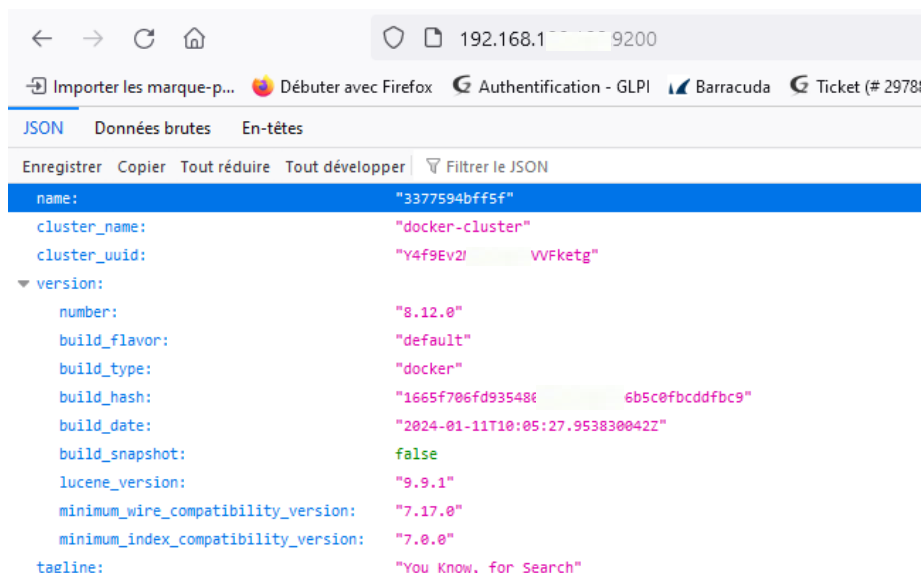 192.168.1 9200
Importer les marque-p... Débuter avec Firefox Authentification - GLPI Barracuda Ticket (# 29788
JSON Données brutes En-têtes
Enregistrer Copier Tout réduire Tout développer Filtrer le JSON
name: "3377594bff5f"
cluster_name: "docker-cluster"
cluster_uuid: "Y4f9Ev2 VVFketg"
version:
number: "8.12.0"
build_flavor: "default"
build_type: "docker"
build_hash: "1665f706fd935480 6b5c0fbcddfbc9"
build_date: "2024-01-11T10:05:27.953830042Z"
build_snapshot: false
lucene_version: "9.9.1"
minimum_wire_compatibility_version: "7.17.0"
minimum_index_compatibility_version: "7.0.0"
tagline: "You Know, for Search"